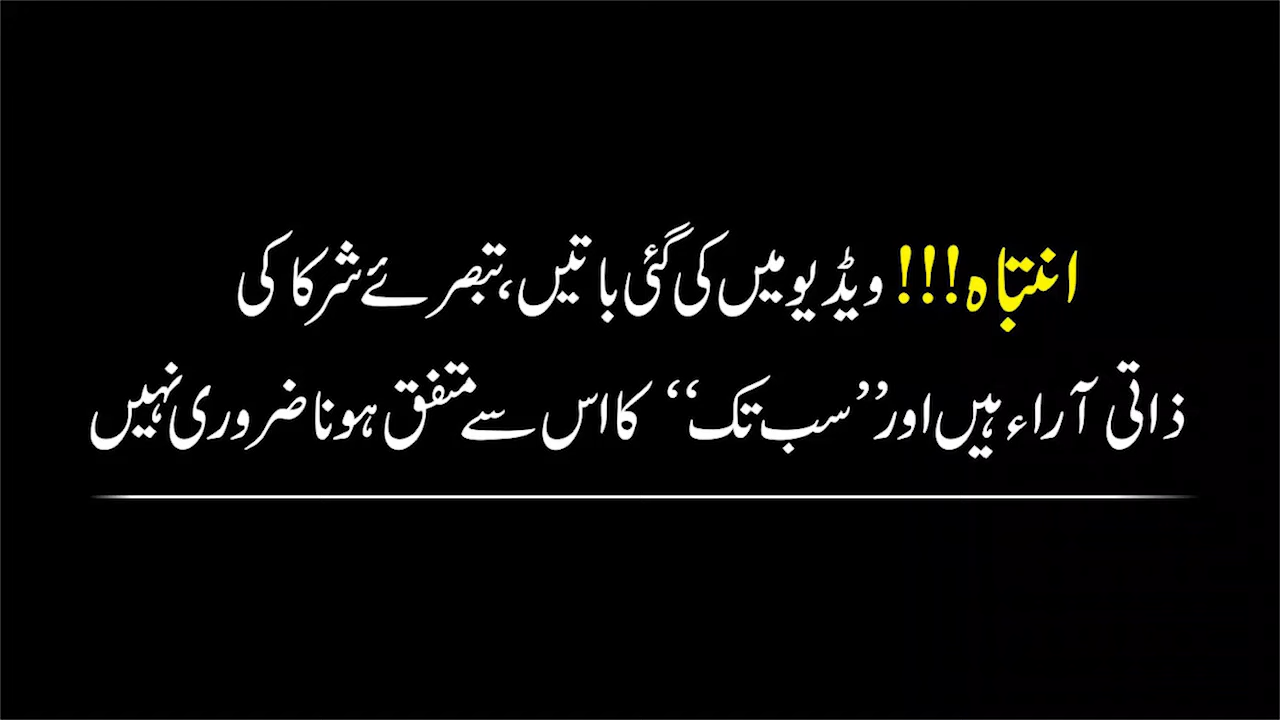 انتباہ!!! ویڈیو میں کی گئی باتیں، تبصرئے شرکا کی
ذاتی آراء ہیں اور ’’سب تک‘‘ کا اس سے متفق ہونا ضروری نہیں